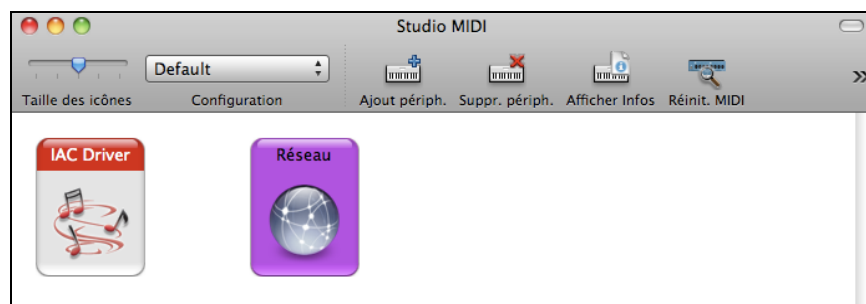 Studio MIDI
Default
Taille des icônes Configuration Ajout périph. Suppr. périph. Afficher Infos Réinit. MIDI
IAC Driver Réseau